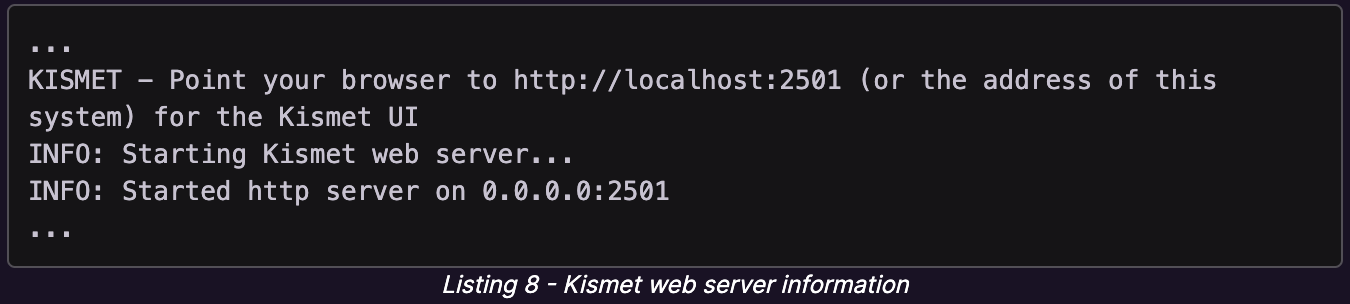 ...
KISMET – Point your browser to http://localhost:2501 (or the address of this
system) for the Kismet UI
INFO: Starting Kismet web server...
INFO: Started http server on 0.0.0.0:2501
...
Listing 8 - Kismet web server information